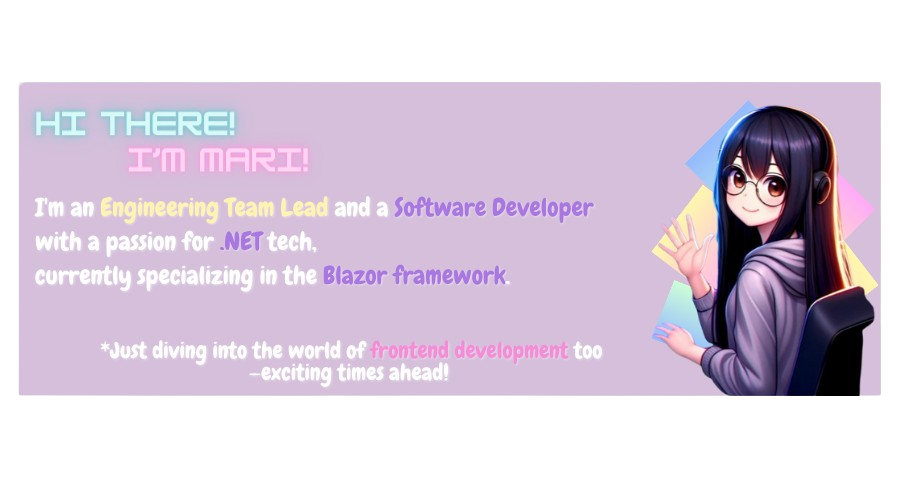 HI THERE!
I'M MARI!
I'm an Engineering Team Lead and a Software Developer
with a passion for .NET tech,
currently specializing in the Blazor framework.
*Just diving into the world of frontend development too
—exciting times ahead!